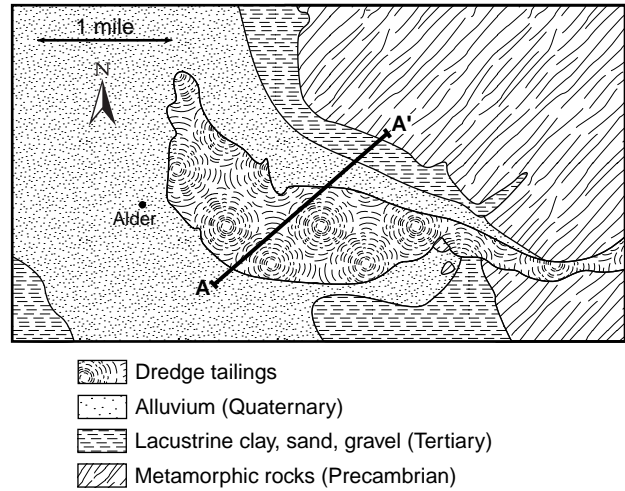 1 mile
N
A'
Alder
A
Dredge tailings
Alluvium (Quaternary)
Lacustrine clay, sand, gravel (Tertiary)
Metamorphic rocks (Precambrian)